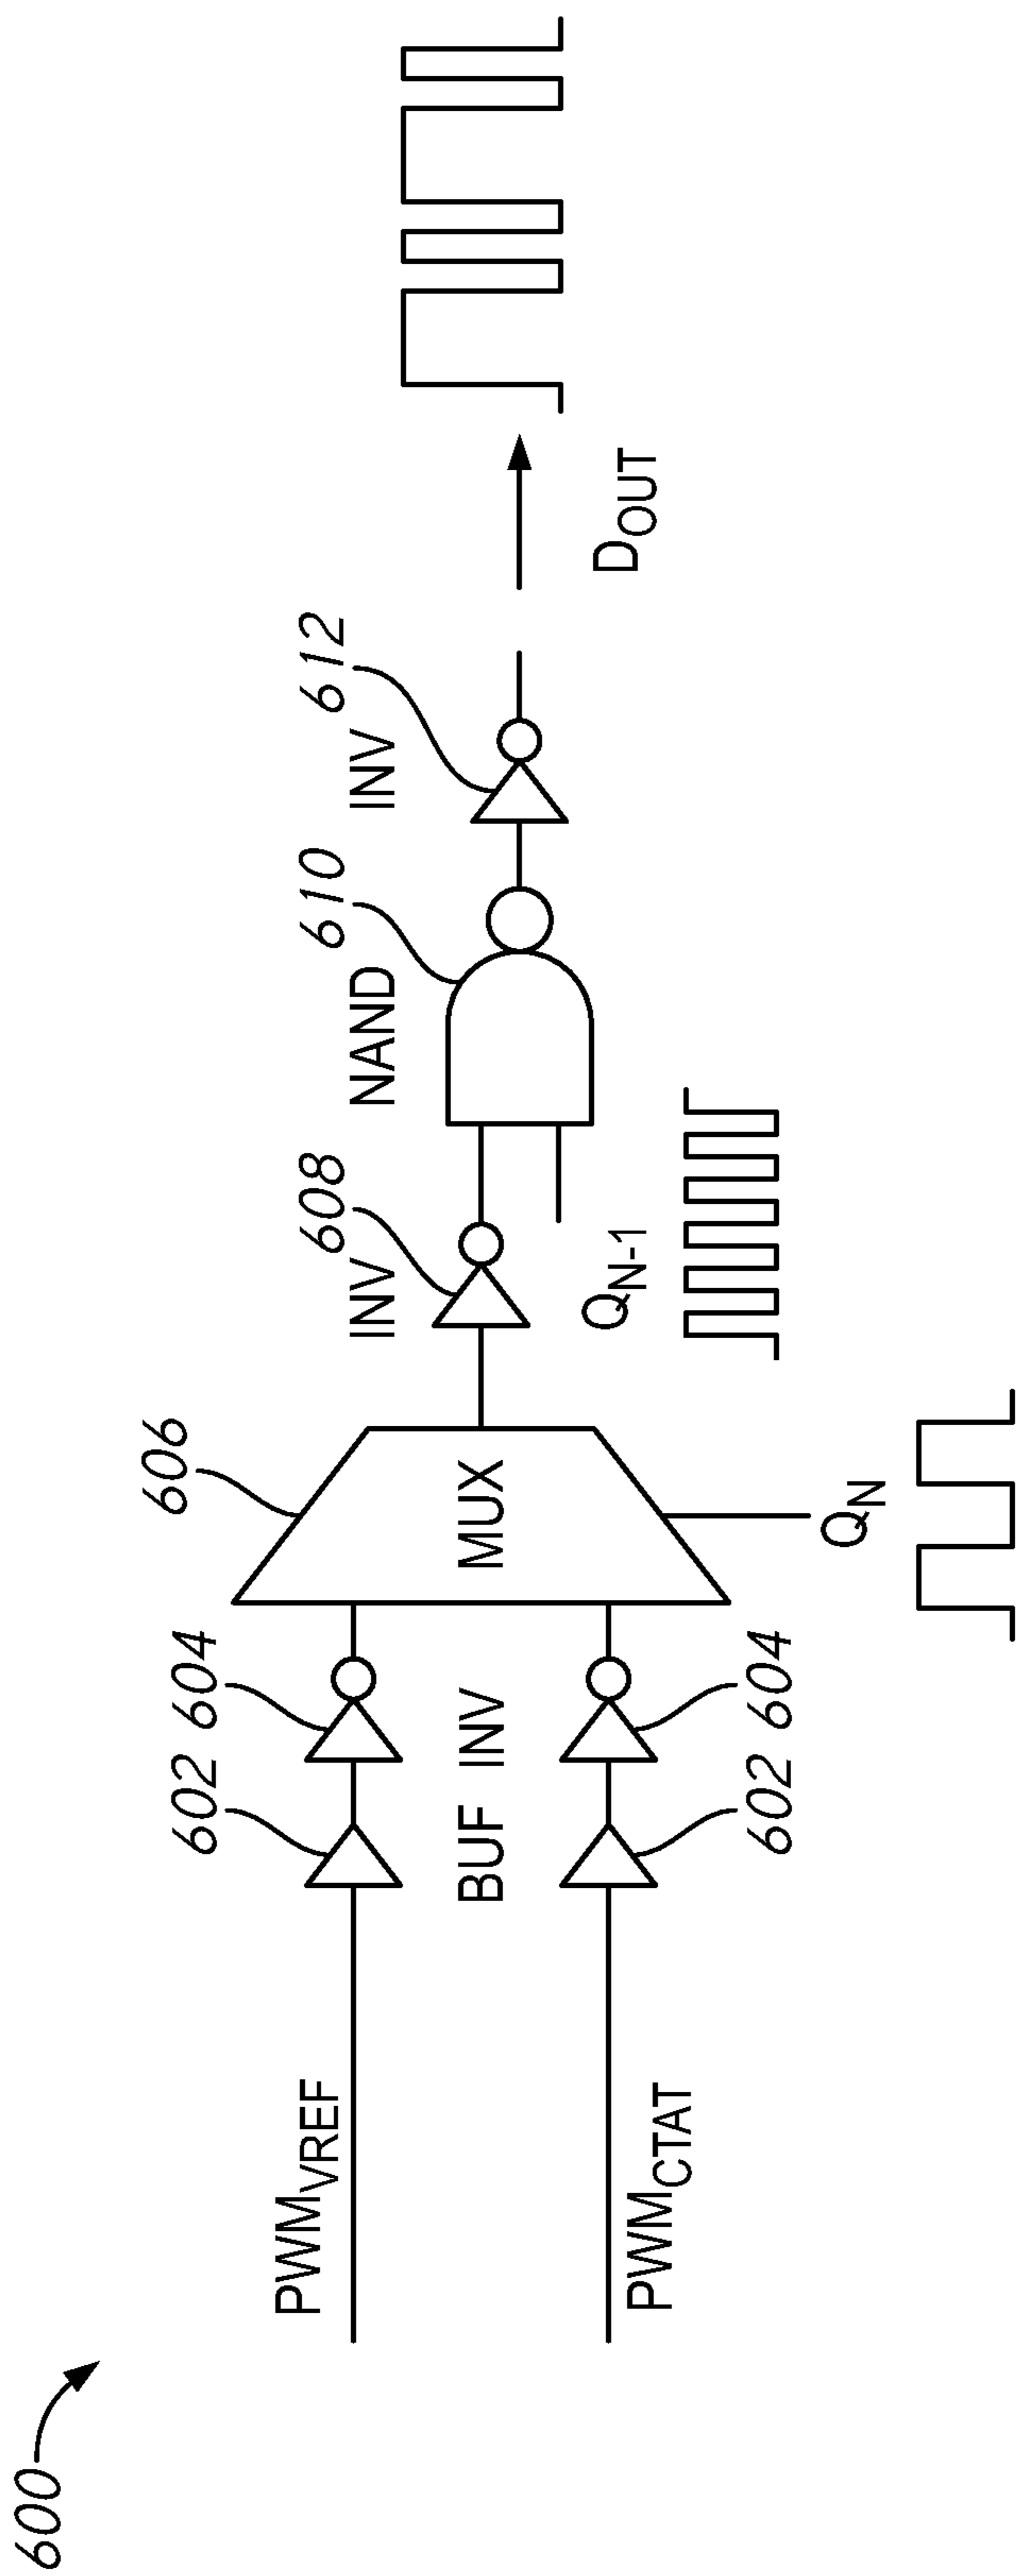 600
PWM_VREF
PWM_CTAT
602
604
BUF
INV
602
604
606
MUX
Q_N
608
INV
Q_N-1
610
NAND
612
INV
D_OUT